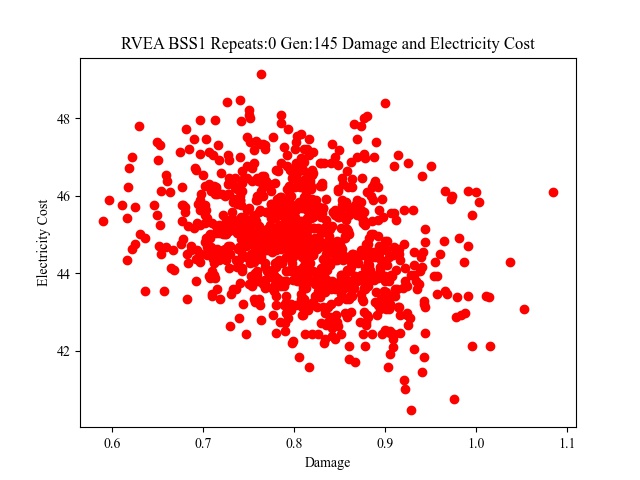 RVEA BSS1 Repeats:0 Gen:145 Damage and Electricity Cost
48
46
44
42
Electricity Cost
0.6 0.7 0.8 0.9 1.0 1.1
Damage